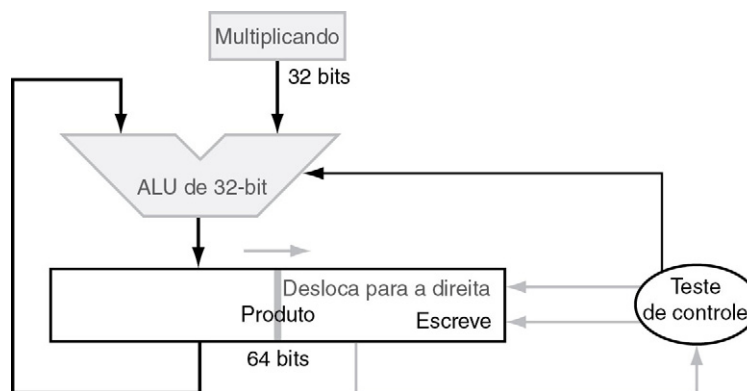 Multiplicando
32 bits
ALU de 32-bit
Desloca para a direita
Produto
Escreve
64 bits
Teste
de controle